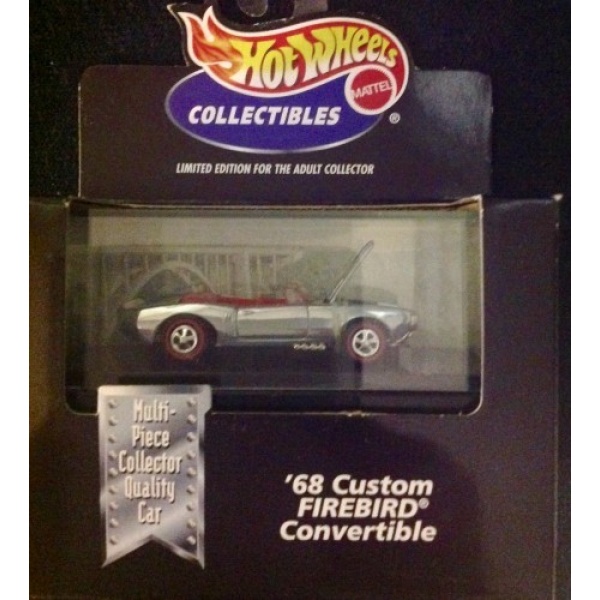 Hot Wheels
MATTEL
COLLECTIBLES ®
LIMITED EDITION FOR THE ADULT COLLECTOR
Multi-
Piece
Collector
Quality
Car
'68 Custom
FIREBIRD®
Convertible